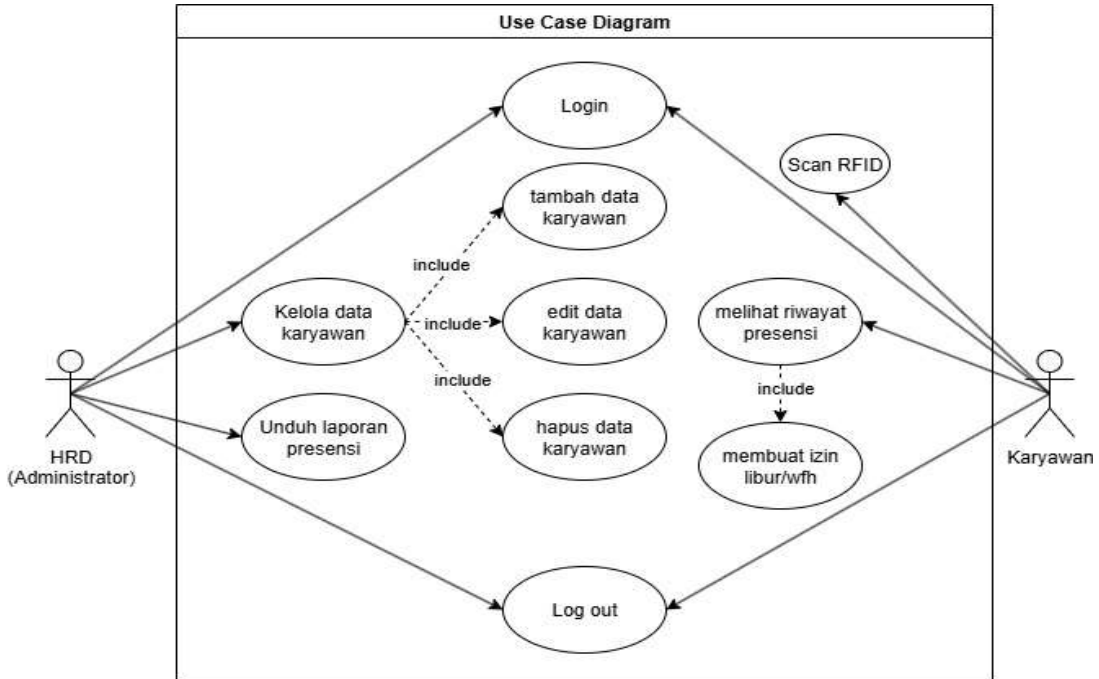 Use Case Diagram
Login
Scan RFID
tambah data
karyawan
include
Kelola data
karyawan
include
edit data
karyawan
melihat riwayat
presensi
include
include
Unduh laporan
presensi
hapus data
karyawan
membuat izin
libur/wfh
HRD
(Administrator)
Karyawan
Log out